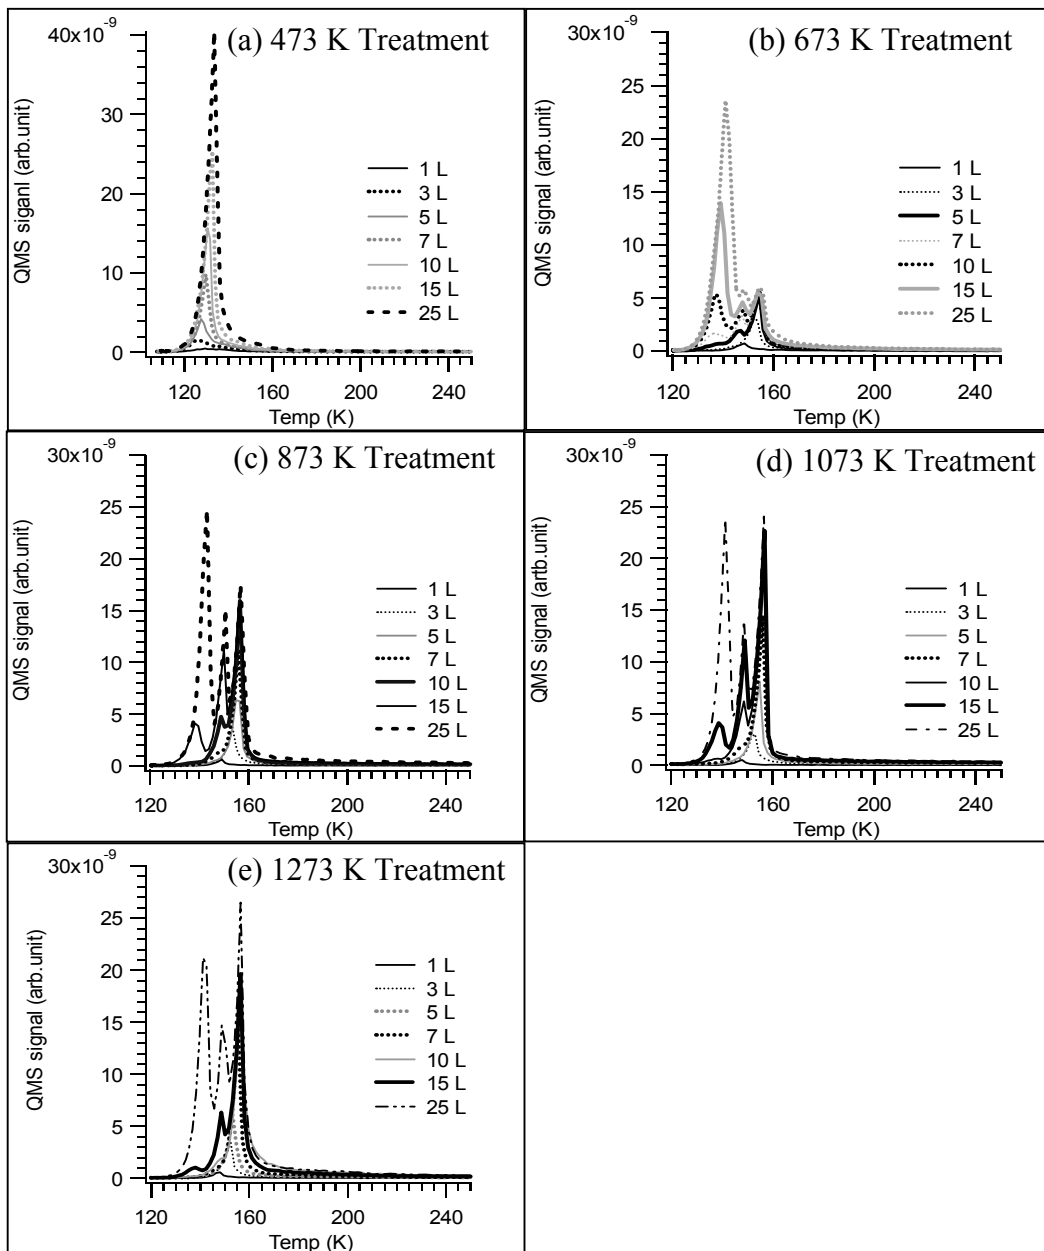 (a) 473 K Treatment
40x10-9
30
20
10
0
QMS siganl (arb.unit)
1 L
3 L
5 L
7 L
10 L
15 L
25 L
120
160
200
240
Temp (K)
(b) 673 K Treatment
30x10-9
25
20
15
10
5
0
QMS signal (arb.unit)
1 L
3 L
5 L
7 L
10 L
15 L
25 L
120
160
200
240
Temp (K)
(c) 873 K Treatment
30x10-9
25
20
15
10
5
0
QMS signal (arb.unit)
1 L
3 L
5 L
7 L
10 L
15 L
25 L
120
160
200
240
Temp (K)
(d) 1073 K Treatment
30x10-9
25
20
15
10
5
0
QMS signal (artb.unit)
1 L
3 L
5 L
7 L
10 L
15 L
25 L
120
160
200
240
Temp (K)
(e) 1273 K Treatment
30x10-9
25
20
15
10
5
0
QMS signal (arb.unit)
1 L
3 L
5 L
7 L
10 L
15 L
25 L
120
160
200
240
Temp (K)